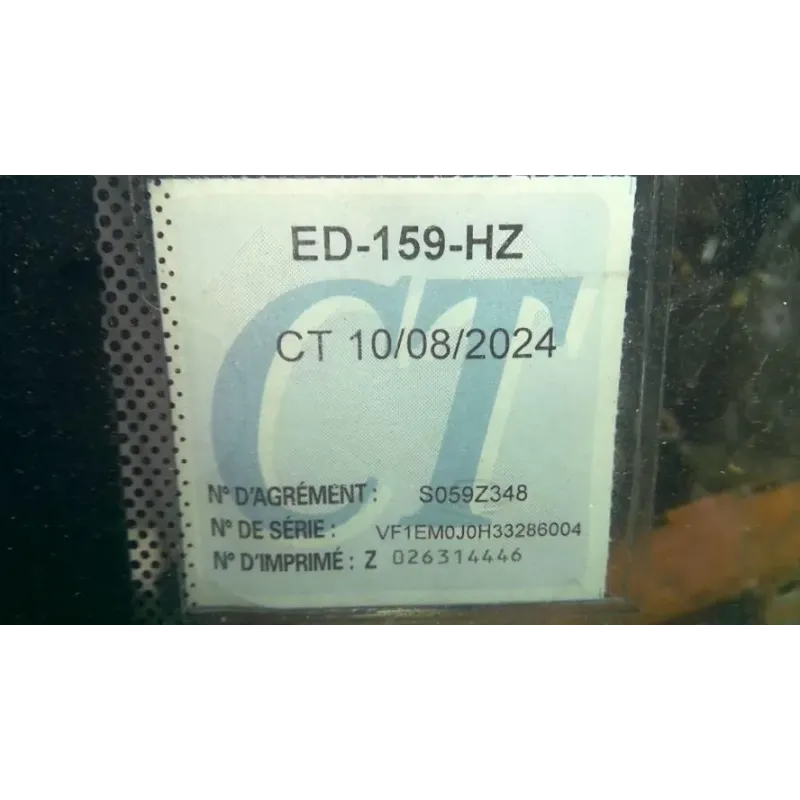 ED-159-HZ
CT
CT 10/08/2024
N° D'AGRÉMENT : S059Z348
N° DE SÉRIE : VF1EM0J0H33286004
N° D'IMPRIMÉ : Z 026314446